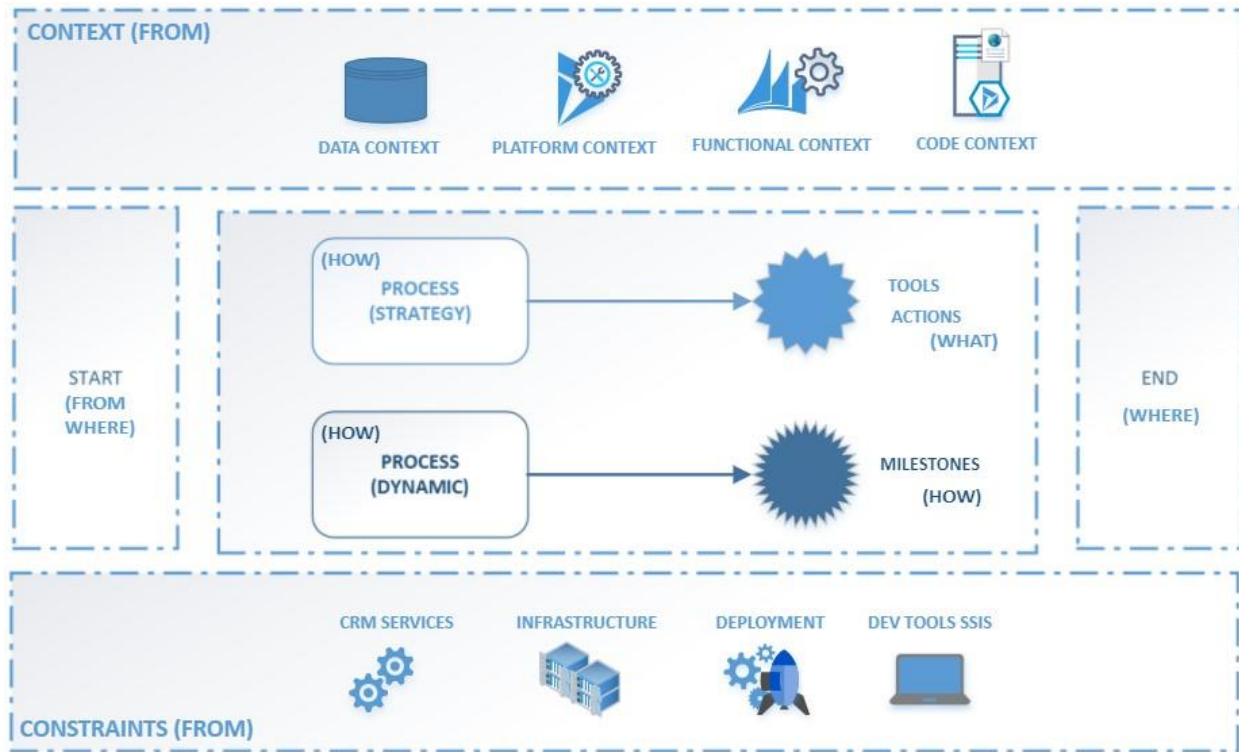 CONTEXT (FROM)
DATA CONTEXT
PLATFORM CONTEXT
FUNCTIONAL CONTEXT
CODE CONTEXT
START
(FROM
WHERE)
(HOW)
PROCESS
(STRATEGY)
TOOLS
ACTIONS
(WHAT)
(HOW)
PROCESS
(DYNAMIC)
MILESTONES
(HOW)
END
(WHERE)
CRM SERVICES
INFRASTRUCTURE
DEPLOYMENT
DEV TOOLS SSIS
CONSTRAINTS (FROM)